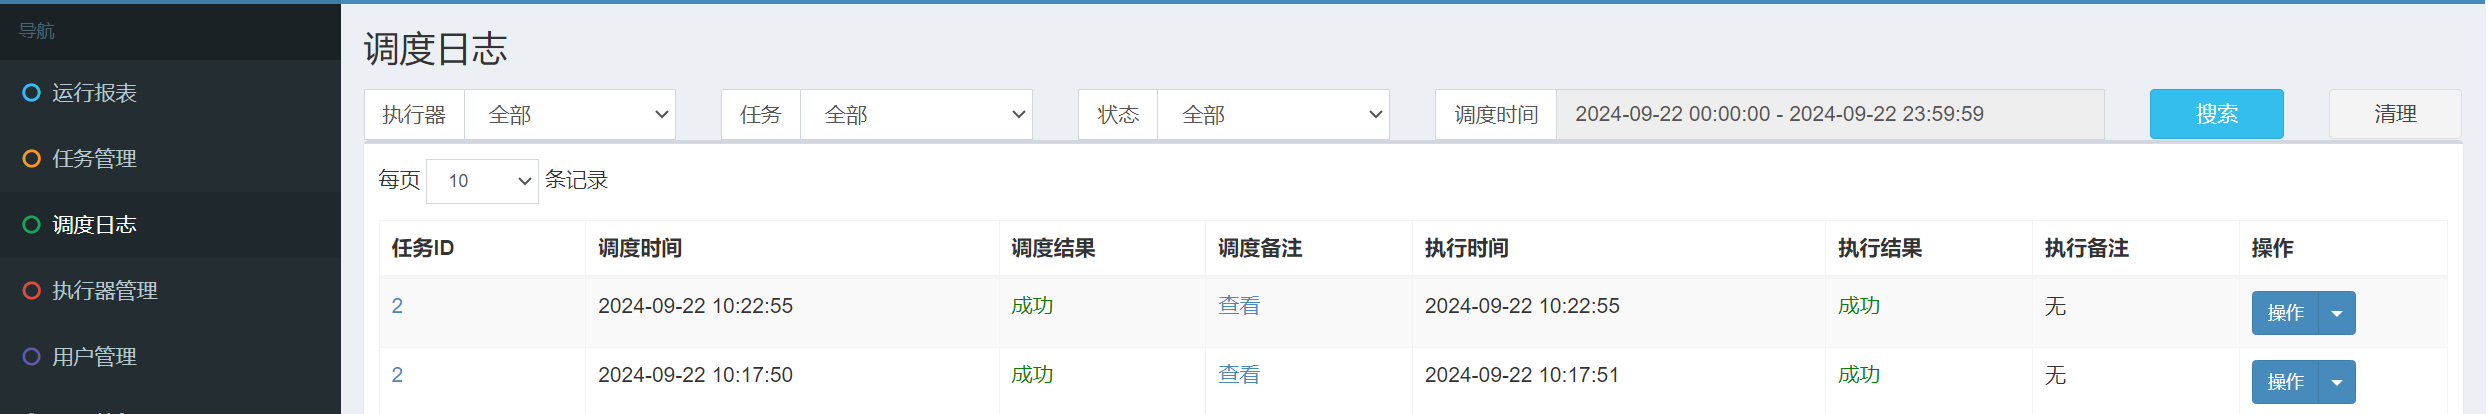 导航
运行报表
任务管理
调度日志
执行器管理
用户管理
调度日志
执行器 全部 任务 全部 状态 全部 调度时间 2024-09-22 00:00:00 - 2024-09-22 23:59:59 搜索 清理
每页 10 条记录
任务ID 调度时间 调度结果 调度备注 执行时间 执行结果 执行备注 操作
2 2024-09-22 10:22:55 成功 查看 2024-09-22 10:22:55 成功 无 操作
2 2024-09-22 10:17:50 成功 查看 2024-09-22 10:17:51 成功 无 操作